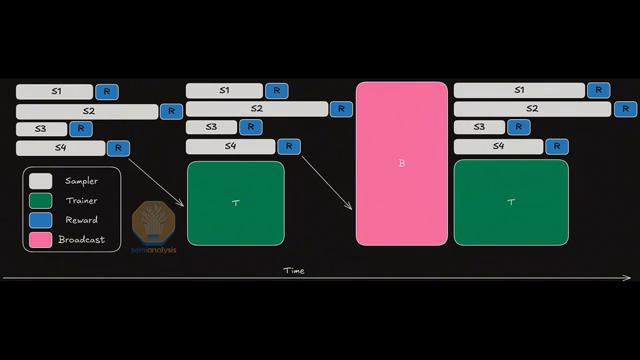 S1 R
S2 R
S3 R
S4 R
S1 R
S2 R
S3 R
S4 R
T
B
S1 R
S2 R
S3 R
S4 R
T
Sampler
Trainer
Reward
Broadcast
semianalysis
Time